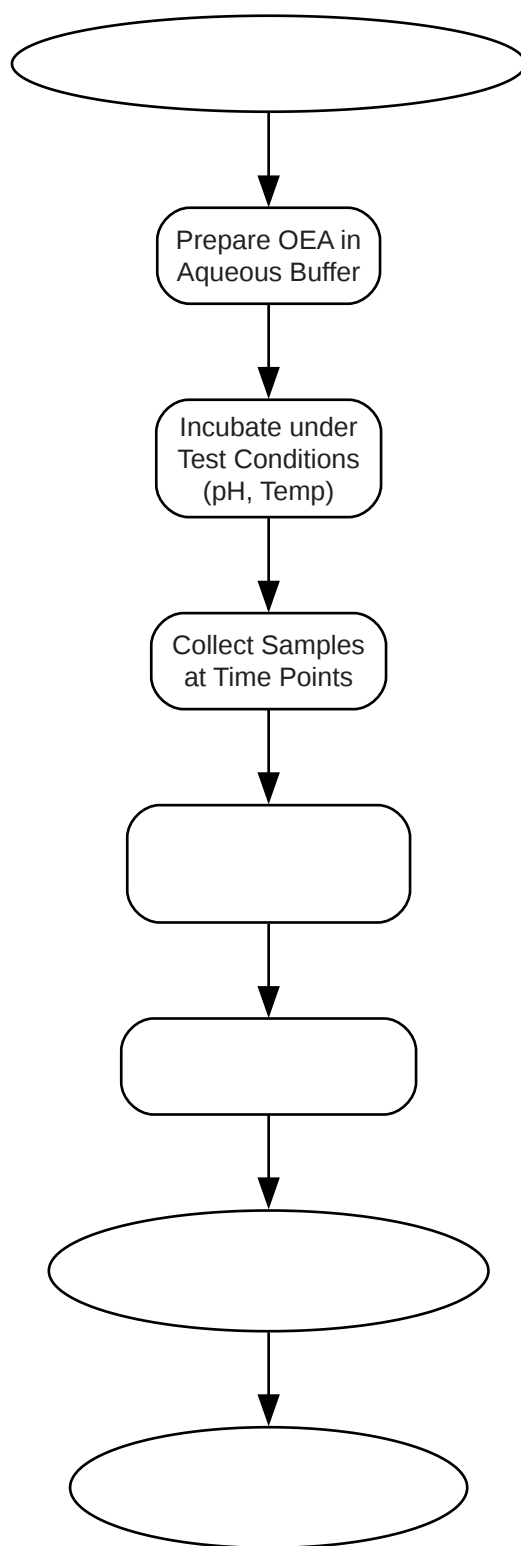 Prepare OEA in
Aqueous Buffer
Incubate under
Test Conditions
(pH, Temp)
Collect Samples
at Time Points